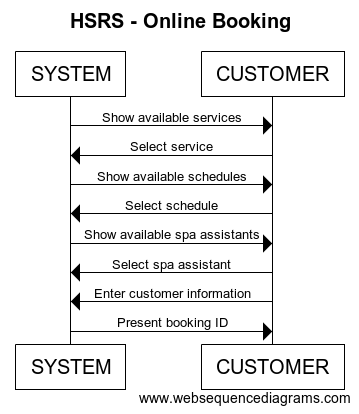 HSRS - Online Booking
SYSTEM CUSTOMER
Show available services
Select service
Show available schedules
Select schedule
Show available spa assistants
Select spa assistant
Enter customer information
Present booking ID
SYSTEM CUSTOMER
www.websequencediagrams.com